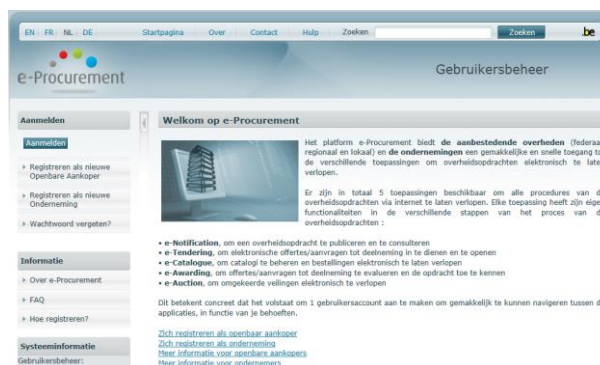 EN FR NL DE Startpagina Over Contact Hulp Zoeken Zoeken .be
e-Procurement
Gebruikersbeheer
Aanmelden
Aanmelden
Registreren als nieuwe
Openbare Aankoper
Registreren als nieuwe
Onderneming
Wachtwoord vergeten?
Informatie
Over e-Procurement
FAQ
Hoe registreren?
Systeeminformatie
Gebruikersbeheer:
Welkom op e-Procurement
Het platform e-Procurement biedt de aanbestedende overheden (federaa
regionaal en lokaal) en de ondernemingen een gemakkelijke en snelle toegang to
de verschillende toepassingen om overheidsopdrachten elektronisch te late
verlopen.
Er zijn in totaal 5 toepassingen beschikbaar om alle procedures van d
overheidsopdrachten via internet te laten verlopen. Elke toepassing heeft zijn eige
functionaliteiten in de verschillende stappen van het proces van d
overheidsopdrachten :
• e-Notification, om een overheidsopdracht te publiceren en te consulteren
• e-Tendering, om elektronische offertes/aanvragen tot deelneming in te dienen en te openen
• e-Catalogue, om catalogi te beheren en bestellingen elektronisch te laten verlopen
• e-Awarding, om offertes/aanvragen tot deelneming te evalueren en de opdracht toe te kennen
• e-Auction, om omgekeerde veilingen elektronisch te verlopen
Dit betekent concreet dat het volstaat om 1 gebruikersaccount aan te maken om gemakkelijk te kunnen navigeren tussen d
applicaties, in functie van je behoeften.
Zich registreren als openbaar aankoper
Zich registreren als onderneming
Meer informatie voor openbare aankopers
Meer informatie voor ondernemers